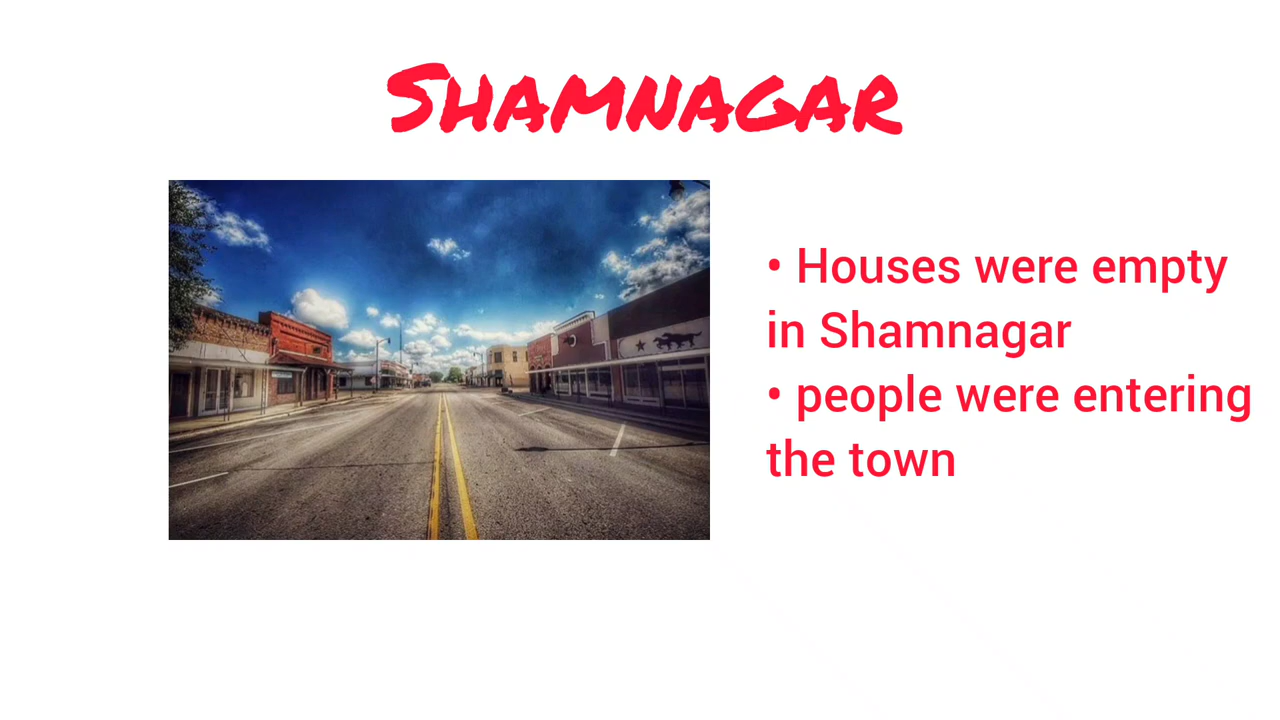 Shamnagar
• Houses were empty
in Shamnagar
• people were entering
the town